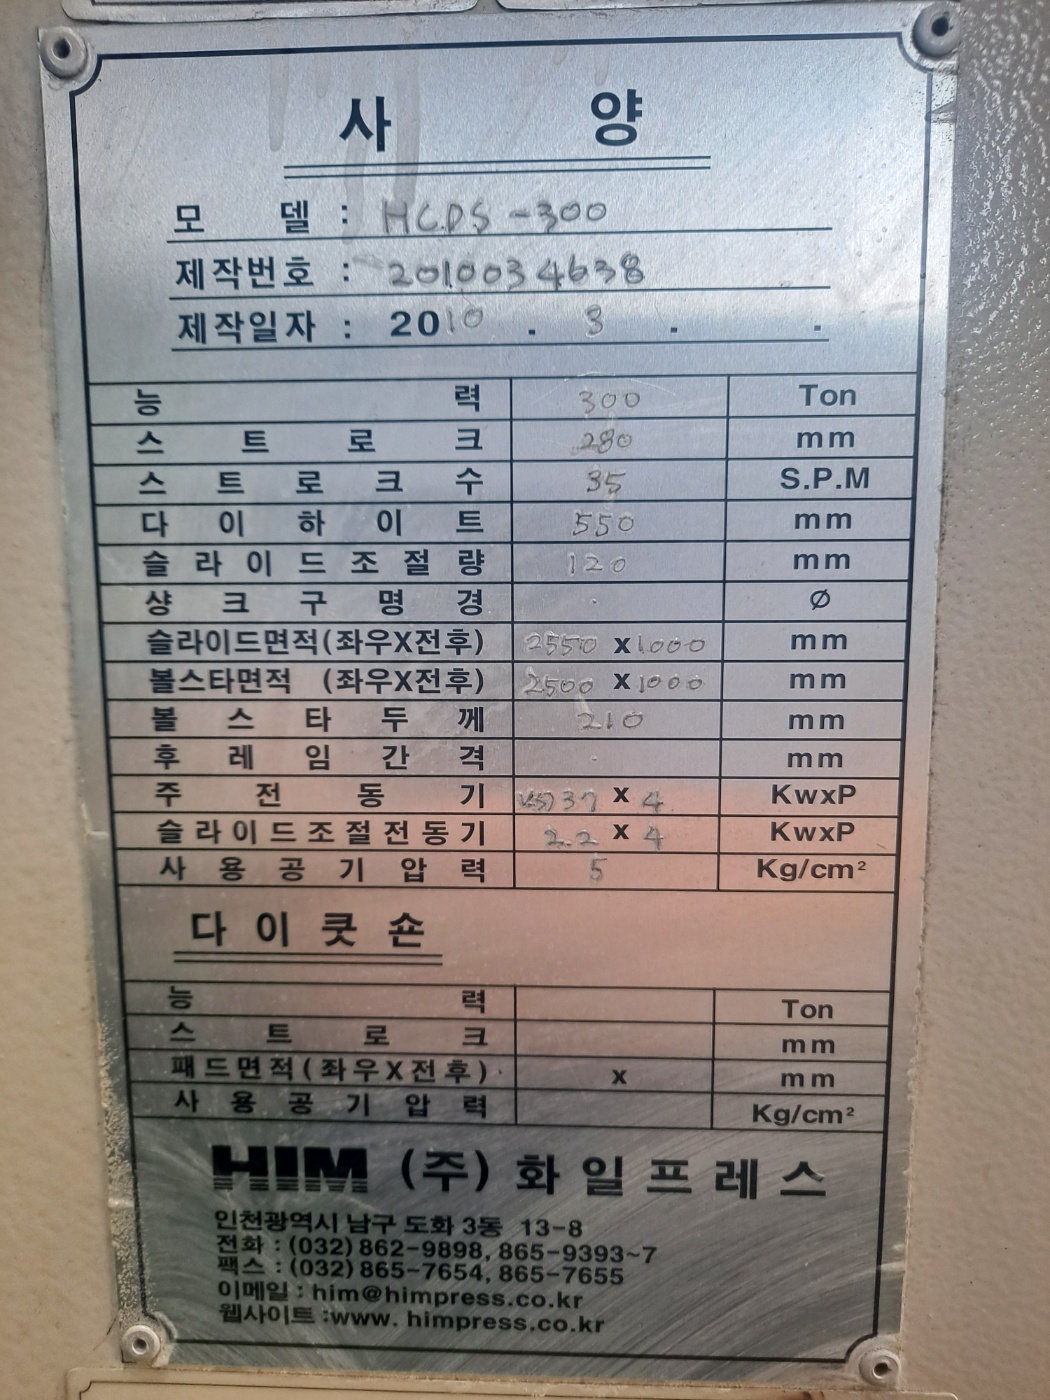 사 양
모 델 : HCDS-300
제작번호 : 2010034638
제작일자 : 2010 . 3 . .
능 력 300 Ton
스 트 로 크 280 mm
스 트 로 크 수 35 S.P.M
다 이 하 이 트 550 mm
슬 라 이 드 조 절 량 120 mm
샹 크 구 멍 경 Ø
슬라이드면적(좌우X전후) 2550 x 1000 mm
볼스타면적 (좌우X전후) 2500 x 1000 mm
볼 스 타 두 께 210 mm
후 레 임 간 격 mm
주 전 동 기 37 x 4 KwxP
슬라이드조절전동기 2.2 x 4 KwxP
사 용 공 기 압 력 5 Kg/cm²
다 이 쿳 숀
능 력 Ton
스 트 로 크 mm
패드면적(좌우X전후) x mm
사 용 공 기 압 력 Kg/cm²
HIM (주) 화 일 프 레 스
인천광역시 남구 도화 3동 13-8
전화 : (032) 862-9898, 865-9393~7
팩스 : (032) 865-7654, 865-7655
이메일 : him@himpress.co.kr
웹사이트 :www. himpress.co.kr